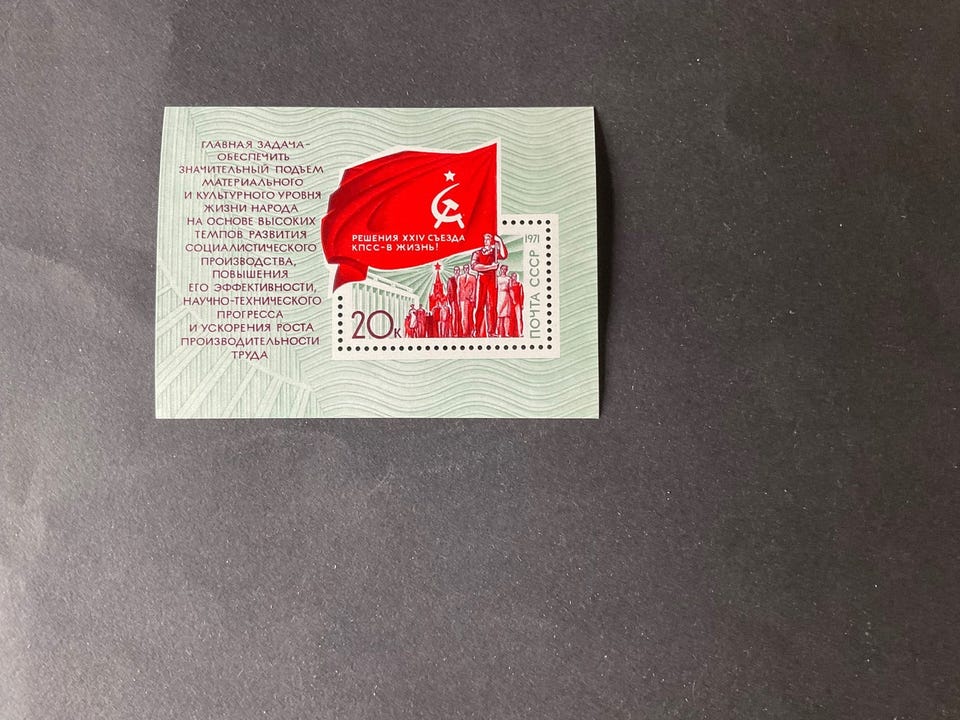 ГЛАВНАЯ ЗАДАЧА-
ОБЕСПЕЧИТЬ
ЗНАЧИТЕЛЬНЫЙ ПОДЪЕМ
МАТЕРИАЛЬНОГО
И КУЛЬТУРНОГО УРОВНЯ
ЖИЗНИ НАРОДА
НА ОСНОВЕ ВЫСОКИХ
ТЕМПОВ РАЗВИТИЯ
СОЦИАЛИСТИЧЕСКОГО
ПРОИЗВОДСТВА,
ПОВЫШЕНИЯ
ЕГО ЭФФЕКТИВНОСТИ,
НАУЧНО-ТЕХНИЧЕСКОГО
ПРОГРЕССА
И УСКОРЕНИЯ РОСТА
ПРОИЗВОДИТЕЛЬНОСТИ
ТРУДА
РЕШЕНИЯ XXIV СЪЕЗДА
КПСС-В ЖИЗНЬ!
1971
ПОЧТА СССР
20К